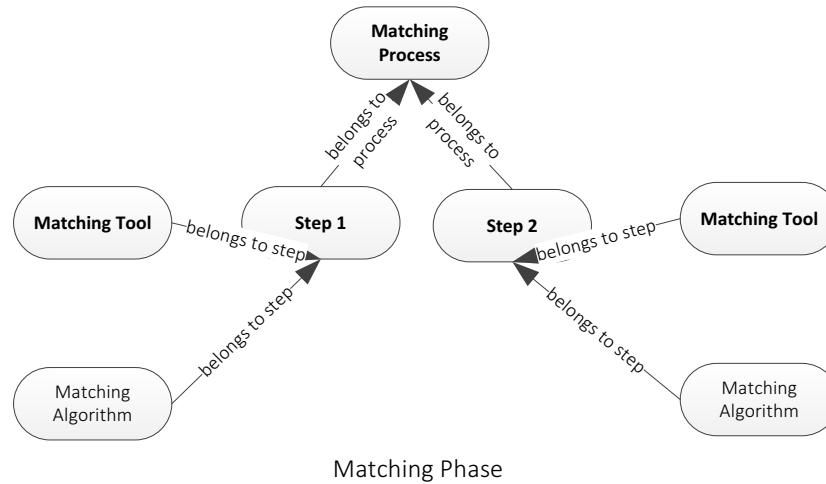 Matching
Process
belongs to
process
belongs to
process
Matching Tool
Step 1
Step 2
Matching Tool
belongs to step
belongs to step
belongs to step
belongs to step
Matching
Algorithm
Matching
Algorithm
Matching Phase